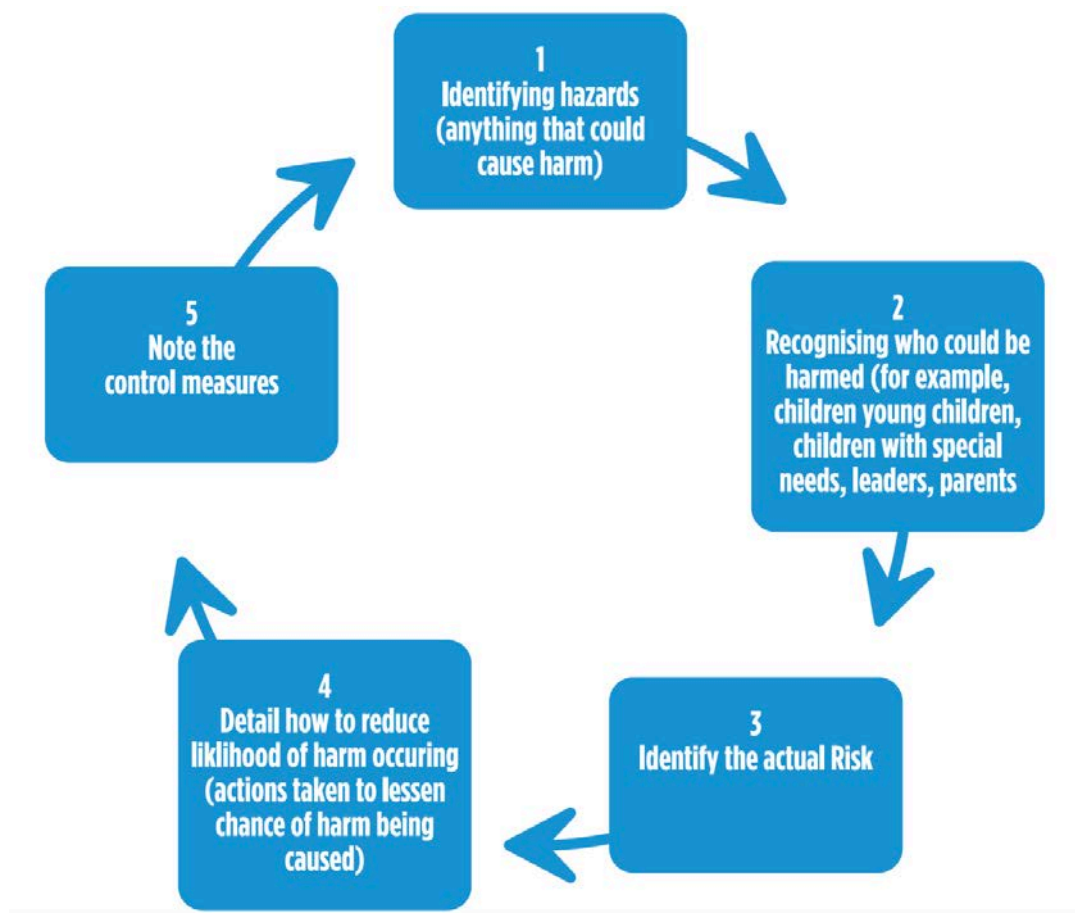 1
Identifying hazards
(anything that could
cause harm)
2
Recognising who could be
harmed (for example,
children young children,
children with special
needs, leaders, parents
3
Identify the actual Risk
4
Detail how to reduce
liklihood of harm occuring
(actions taken to lessen
chance of harm being
caused)
5
Note the
control measures